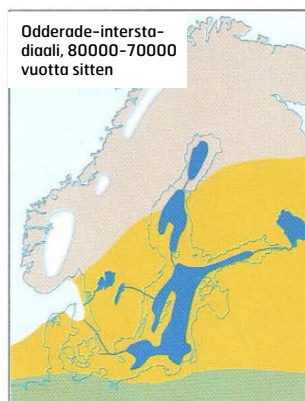 Odderade-intersta-
diaali, 80000–70000
vuotta sitten